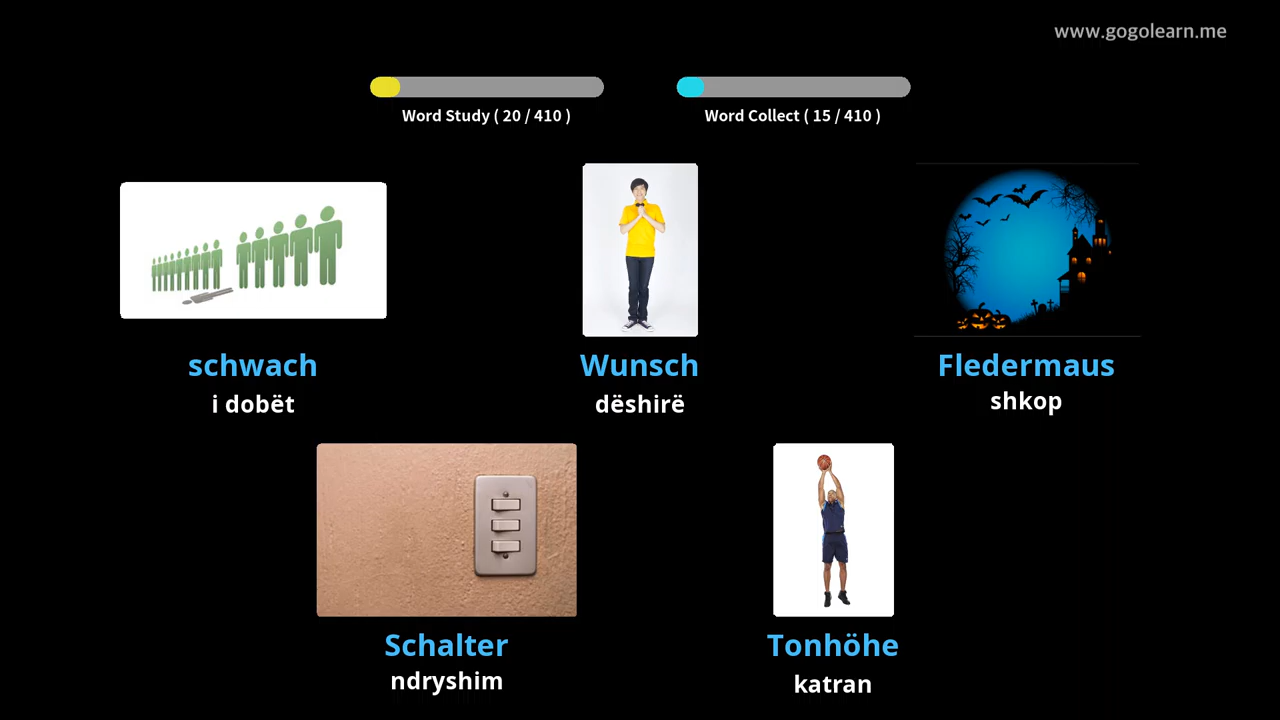 www.gogolearn.me
Word Study ( 20 / 410 )
Word Collect ( 15 / 410 )
schwach
i dobët
Wunsch
dëshirë
Fledermaus
shkop
Schalter
ndryshim
Tonhöhe
katran